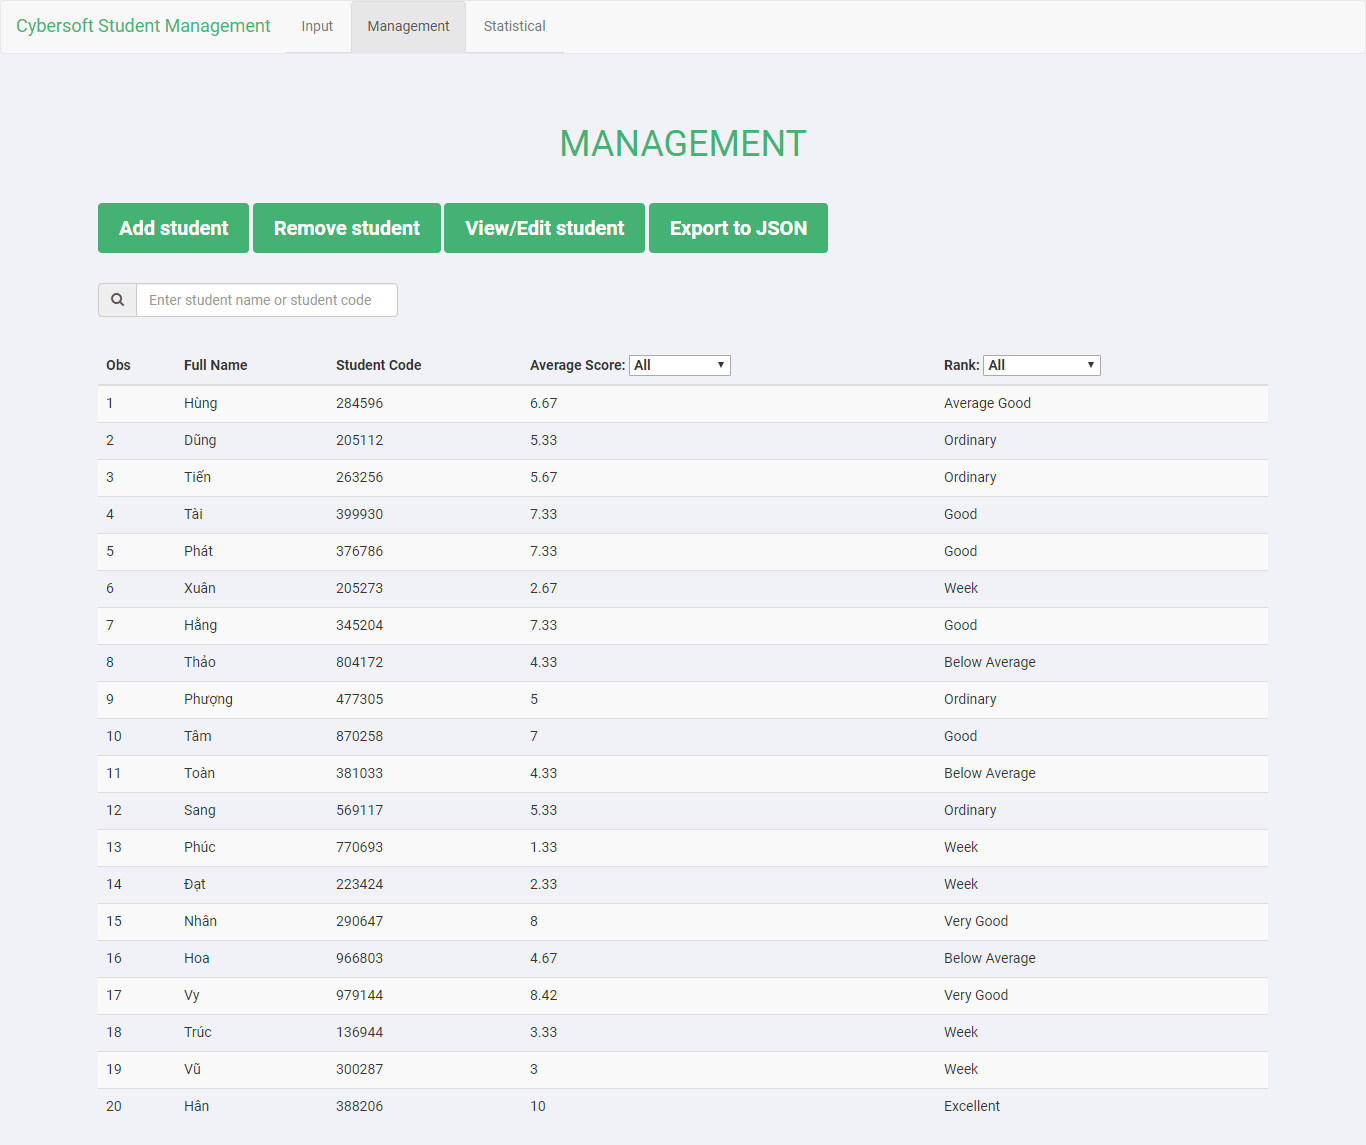 Cybersoft Student Management Input Management Statistical
MANAGEMENT
Add student Remove student View/Edit student Export to JSON
Enter student name or student code
Obs Full Name Student Code Average Score: All Rank: All
1 Hùng 284596 6.67 Average Good
2 Dũng 205112 5.33 Ordinary
3 Tiến 263256 5.67 Ordinary
4 Tài 399930 7.33 Good
5 Phát 376786 7.33 Good
6 Xuân 205273 2.67 Week
7 Hằng 345204 7.33 Good
8 Thảo 804172 4.33 Below Average
9 Phượng 477305 5 Ordinary
10 Tâm 870258 7 Good
11 Toàn 381033 4.33 Below Average
12 Sang 569117 5.33 Ordinary
13 Phúc 770693 1.33 Week
14 Đạt 223424 2.33 Week
15 Nhân 290647 8 Very Good
16 Hoa 966803 4.67 Below Average
17 Vy 979144 8.42 Very Good
18 Trúc 136944 3.33 Week
19 Vũ 300287 3 Week
20 Hân 388206 10 Excellent